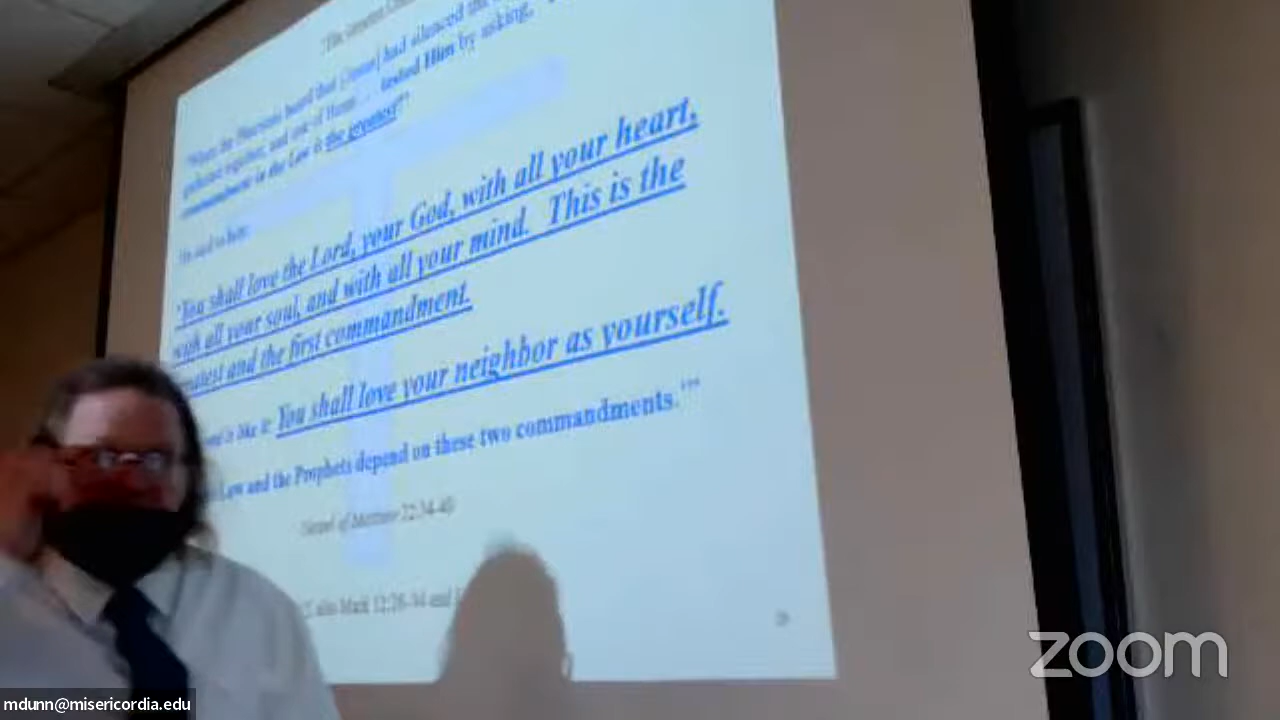 "The Greatest
"When the Pharisees heard that [Jesus] had silenced the
gathered together, and one of them . . . tested Him by asking,
commandment in the Law is the greatest?'
He said to him:
'You shall love the Lord, your God, with all your heart,
with all your soul, and with all your mind. This is the
greatest and the first commandment.
is like it: You shall love your neighbor as yourself.
Law and the Prophets depend on these two commandments.'"
Gospel of Matthew 22:34-40
also Mark 12:28-34 and
zoom
mdunn@misericordia.edu